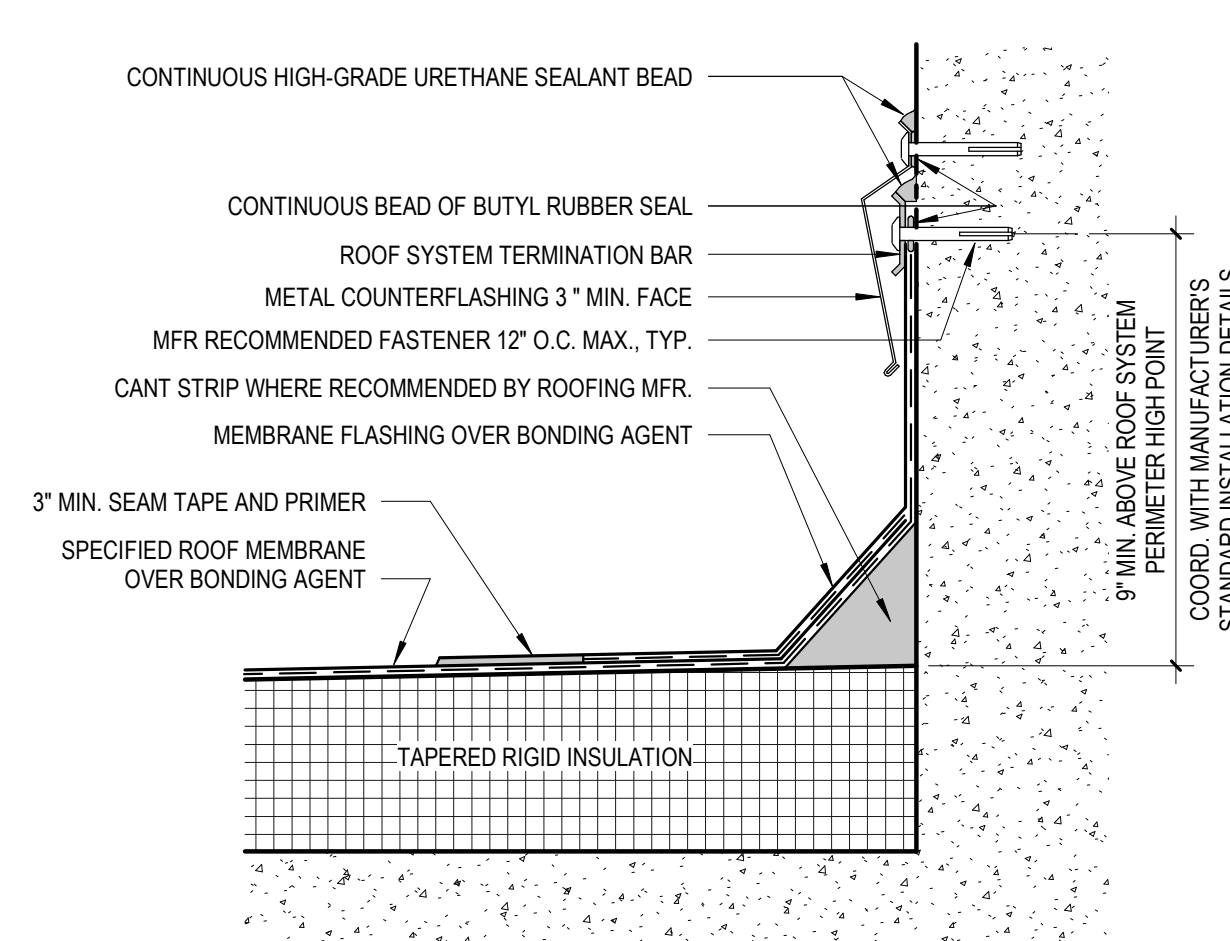 CONTINUOUS HIGH-GRADE URETHANE SEALANT BEAD
CONTINUOUS BEAD OF BUTYL RUBBER SEAL
ROOF SYSTEM TERMINATION BAR
METAL COUNTERFLASHING 3 " MIN. FACE
MFR RECOMMENDED FASTENER 12" O.C. MAX., TYP.
CANT STRIP WHERE RECOMMENDED BY ROOFING MFR.
MEMBRANE FLASHING OVER BONDING AGENT
3" MIN. SEAM TAPE AND PRIMER
SPECIFIED ROOF MEMBRANE
OVER BONDING AGENT
TAPERED RIGID INSULATION
9" MIN. ABOVE ROOF SYSTEM
PERIMETER HIGH POINT
COORD. WITH MANUFACTURER'S
STANDARD INSTALLATION DETAILS